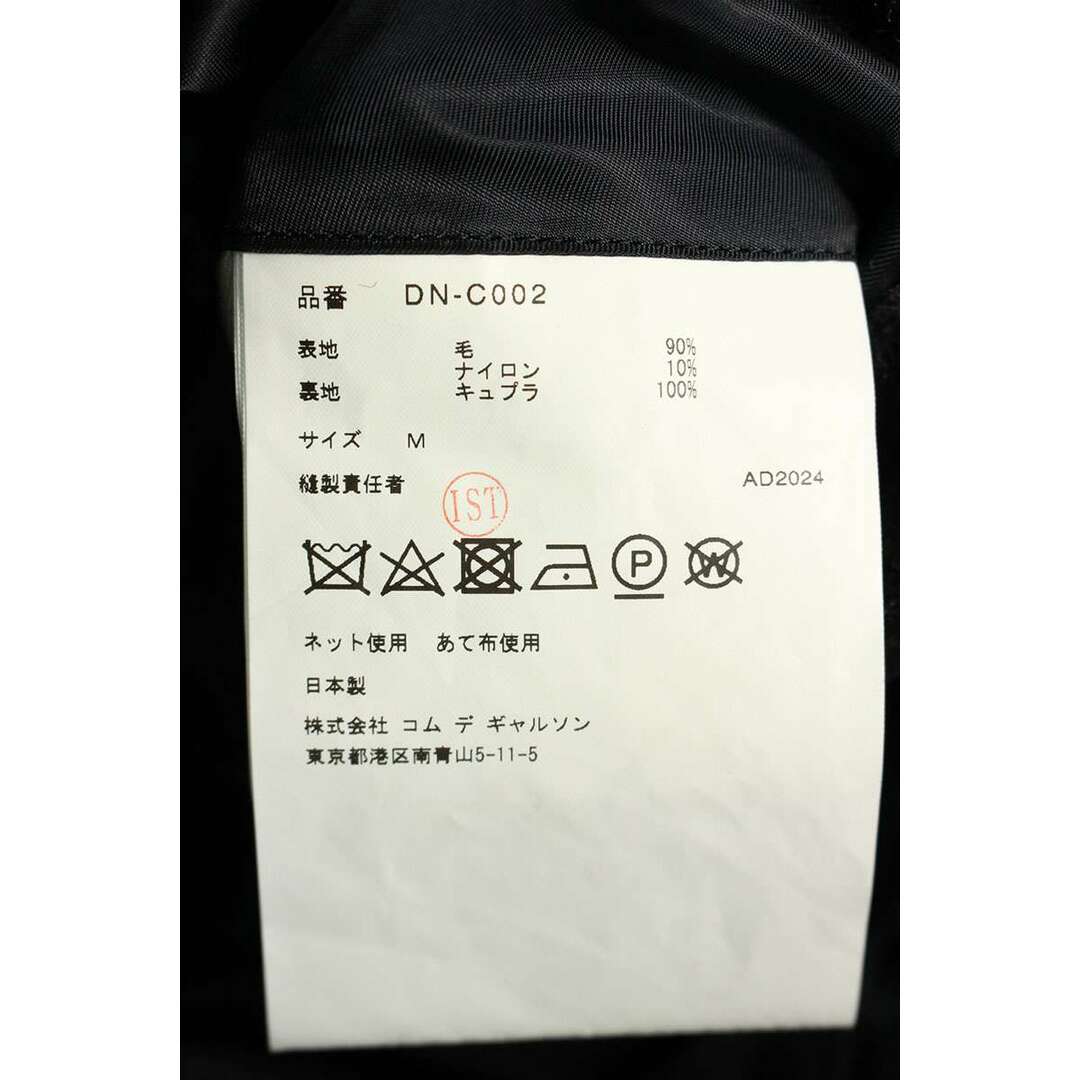 品番 DN-C002
表地 毛 90%
ナイロン 10%
裏地 キュプラ 100%
サイズ M
縫製責任者 IST AD2024
P W
ネット使用 あて布使用
日本製
株式会社 コム デ ギャルソン
東京都港区南青山5-11-5